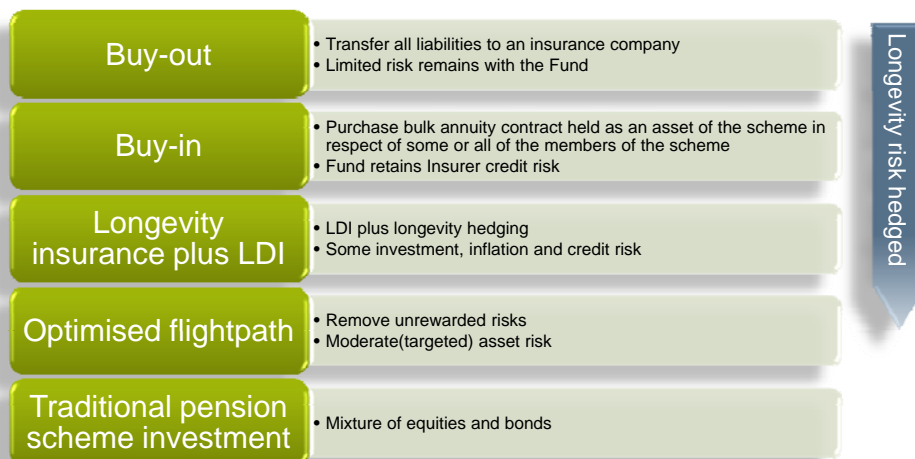 Buy-out
• Transfer all liabilities to an insurance company
• Limited risk remains with the Fund
Buy-in
• Purchase bulk annuity contract held as an asset of the scheme in
respect of some or all of the members of the scheme
• Fund retains Insurer credit risk
Longevity
insurance plus LDI
• LDI plus longevity hedging
• Some investment, inflation and credit risk
Optimised flightpath
• Remove unrewarded risks
• Moderate(targeted) asset risk
Traditional pension
scheme investment
• Mixture of equities and bonds
Longevity risk hedged